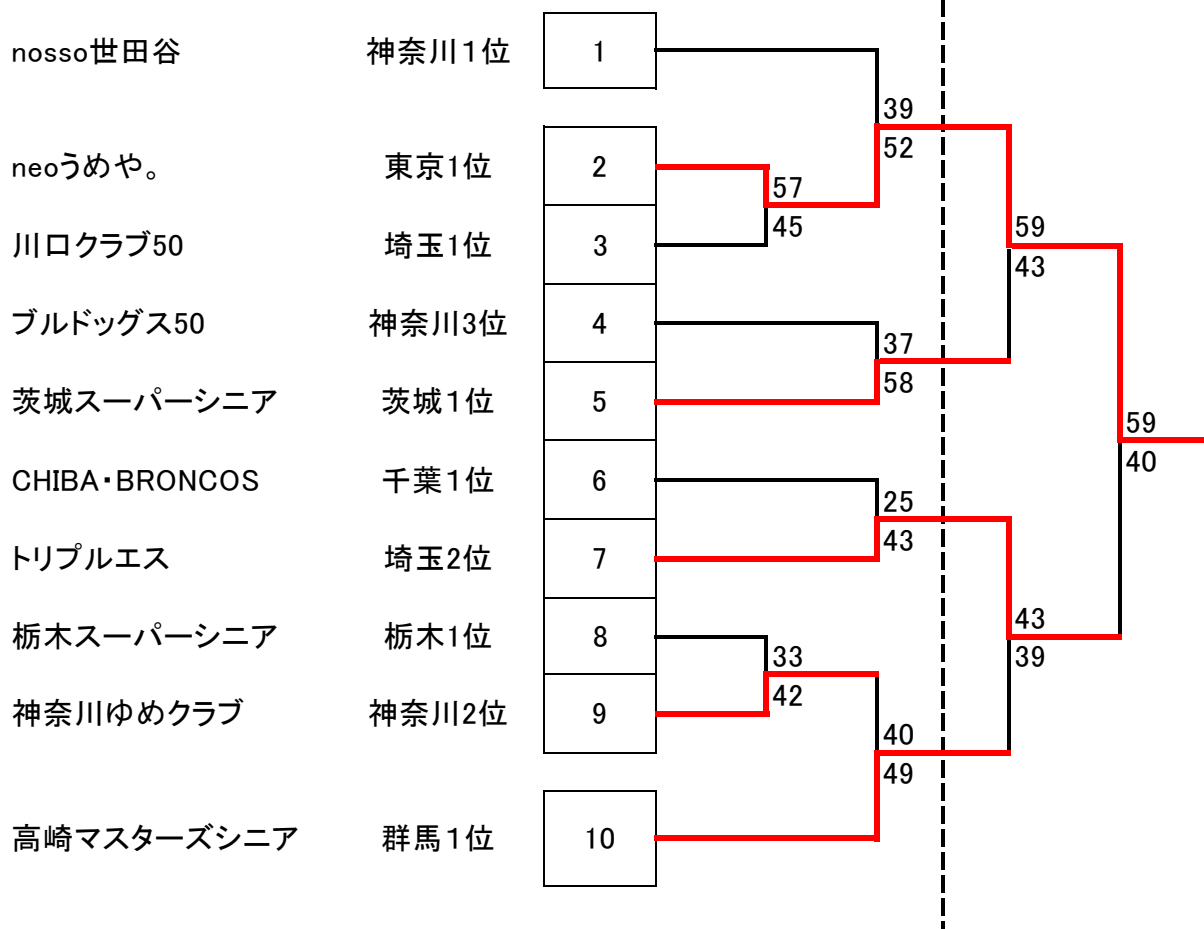 nosso世田谷 神奈川１位 1
39
52
neoうめや。 東京1位 2
57
45
59
43
川口クラブ50 埼玉1位 3
ブルドッグス50 神奈川3位 4
37
58
茨城スーパーシニア 茨城１位 5
59
40
CHIBA・BRONCOS 千葉１位 6
25
43
トリプルエス 埼玉2位 7
栃木スーパーシニア 栃木1位 8
33
42
43
39
神奈川ゆめクラブ 神奈川2位 9
40
49
高崎マスターズシニア 群馬１位 10